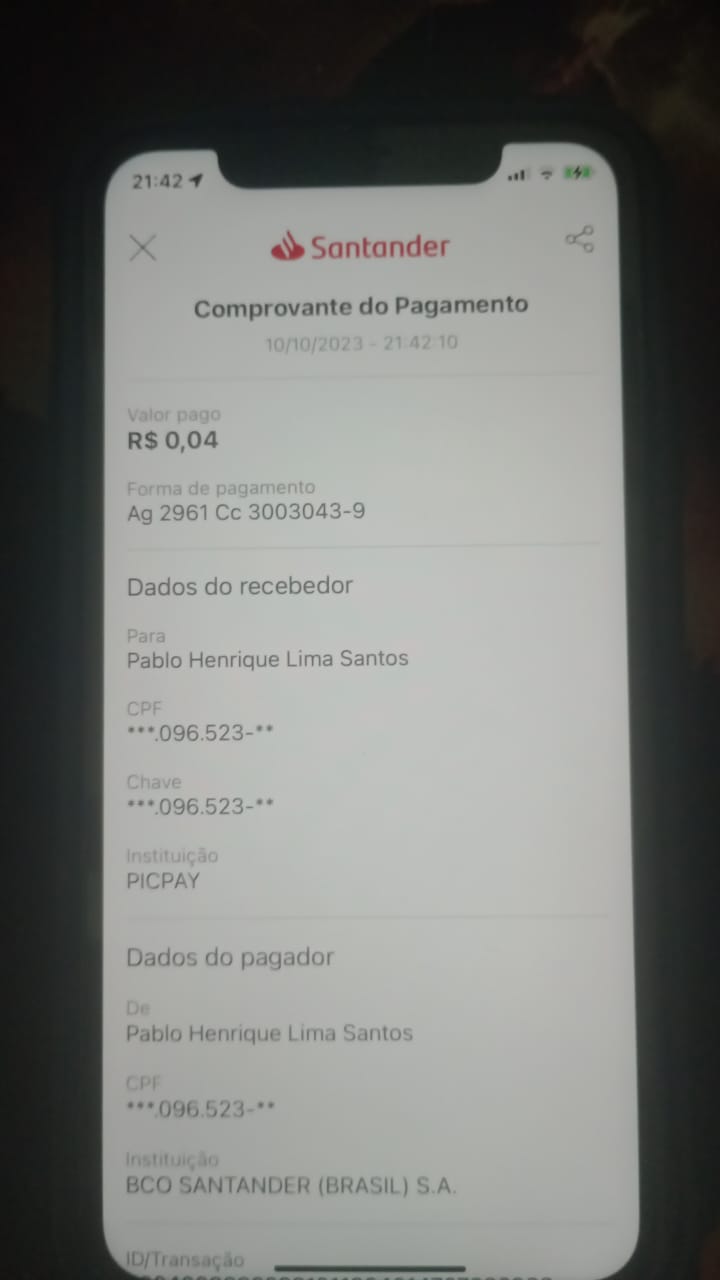 21:42
Santander
Comprovante do Pagamento
10/10/2023 - 21:42:10
Valor pago
R$ 0,04
Forma de pagamento
Ag 2961 Cc 3003043-9
Dados do recebedor
Para
Pablo Henrique Lima Santos
CPF
***.096.523-**
Chave
***.096.523-**
Instituição
PICPAY
Dados do pagador
De
Pablo Henrique Lima Santos
CPF
***.096.523-**
Instituição
BCO SANTANDER (BRASIL) S.A.
ID/Transação